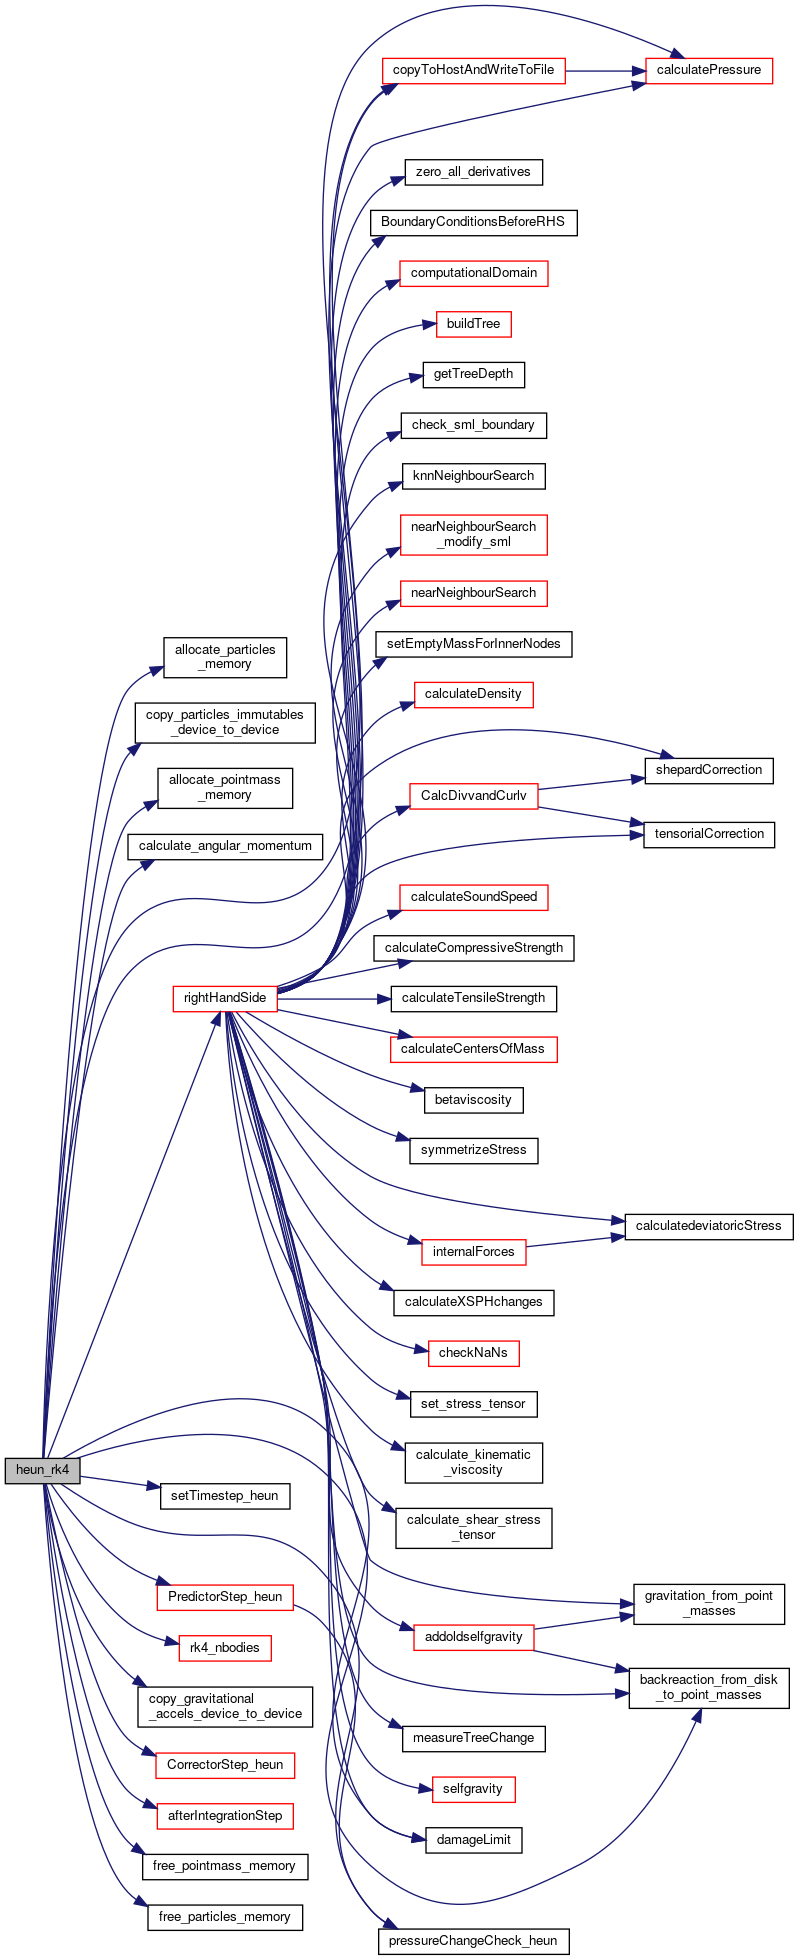 copyToHostAndWriteToFile
calculatePressure
zero_all_derivatives
BoundaryConditionsBeforeRHS
computationalDomain
buildTree
getTreeDepth
check_sml_boundary
knnNeighbourSearch
nearNeighbourSearch
_modify_sml
nearNeighbourSearch
setEmptyMassForInnerNodes
allocate_particles
_memory
calculateDensity
copy_particles_immutables
_device_to_device
shepardCorrection
allocate_pointmass
_memory
CalcDivvandCurlv
tensorialCorrection
calculate_angular_momentum
calculateSoundSpeed
calculateCompressiveStrength
rightHandSide
calculateTensileStrength
calculateCentersOfMass
betaviscosity
symmetrizeStress
calculatedeviatoricStress
internalForces
calculateXSPHchanges
checkNaNs
set_stress_tensor
calculate_kinematic
_viscosity
heun_rk4
setTimestep_heun
calculate_shear_stress
_tensor
PredictorStep_heun
gravitation_from_point
_masses
addoldselfgravity
rk4_nbodies
backreaction_from_disk
_to_point_masses
copy_gravitational
_accels_device_to_device
measureTreeChange
CorrectorStep_heun
selfgravity
afterIntegrationStep
damageLimit
free_pointmass_memory
free_particles_memory
pressureChangeCheck_heun